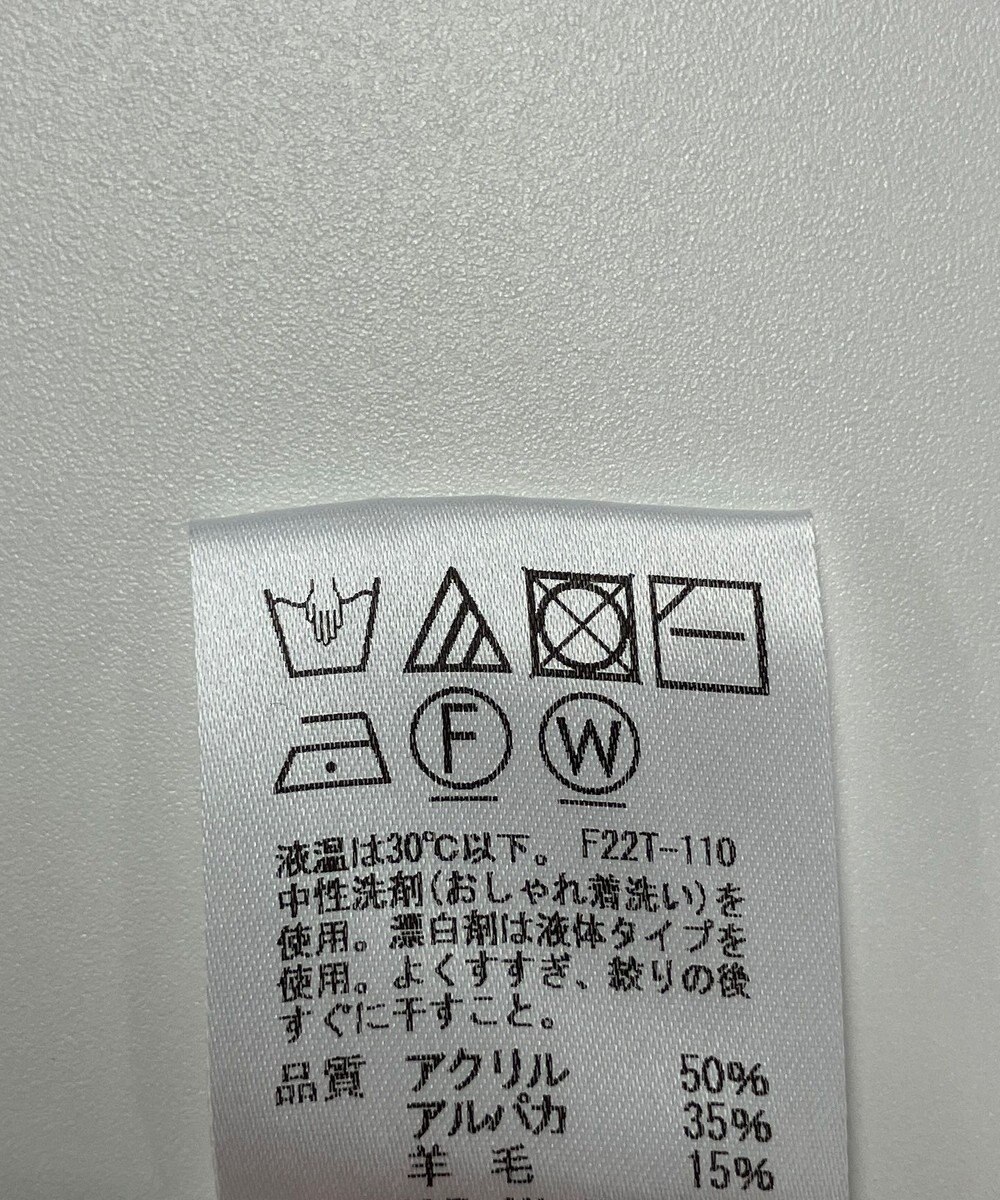 F W
液温は30℃以下。 F22T-110
中性洗剤(おしゃれ着洗い)を
使用。漂白剤は液体タイプを
使用。よくすすぎ、絞りの後
すぐに干すこと。
品質 アクリル 50%
アルパカ 35%
羊 毛 15%